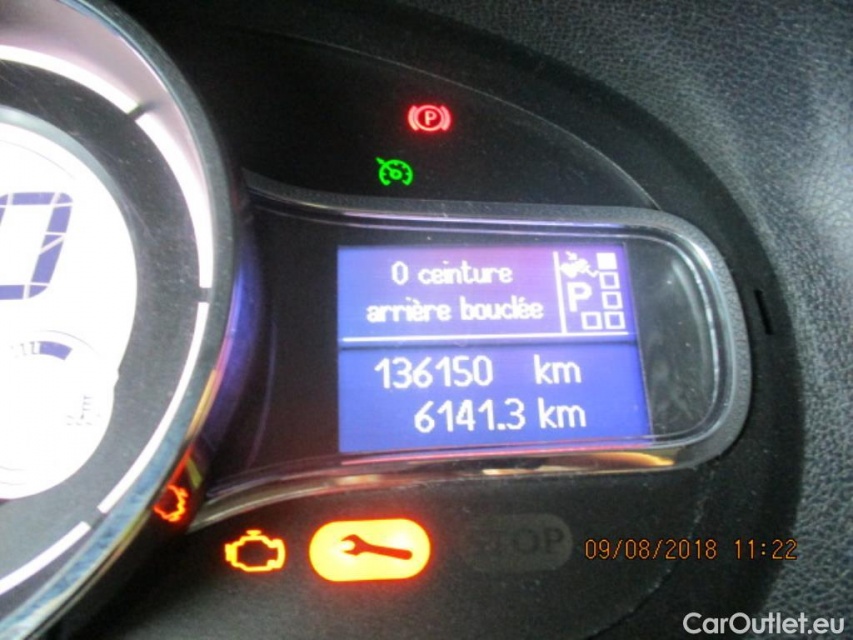 P
0 ceinture
arrière bouclée
P
136150 km
6141.3 km
STOP
09/08/2018 11:22
CarOutlet.eu